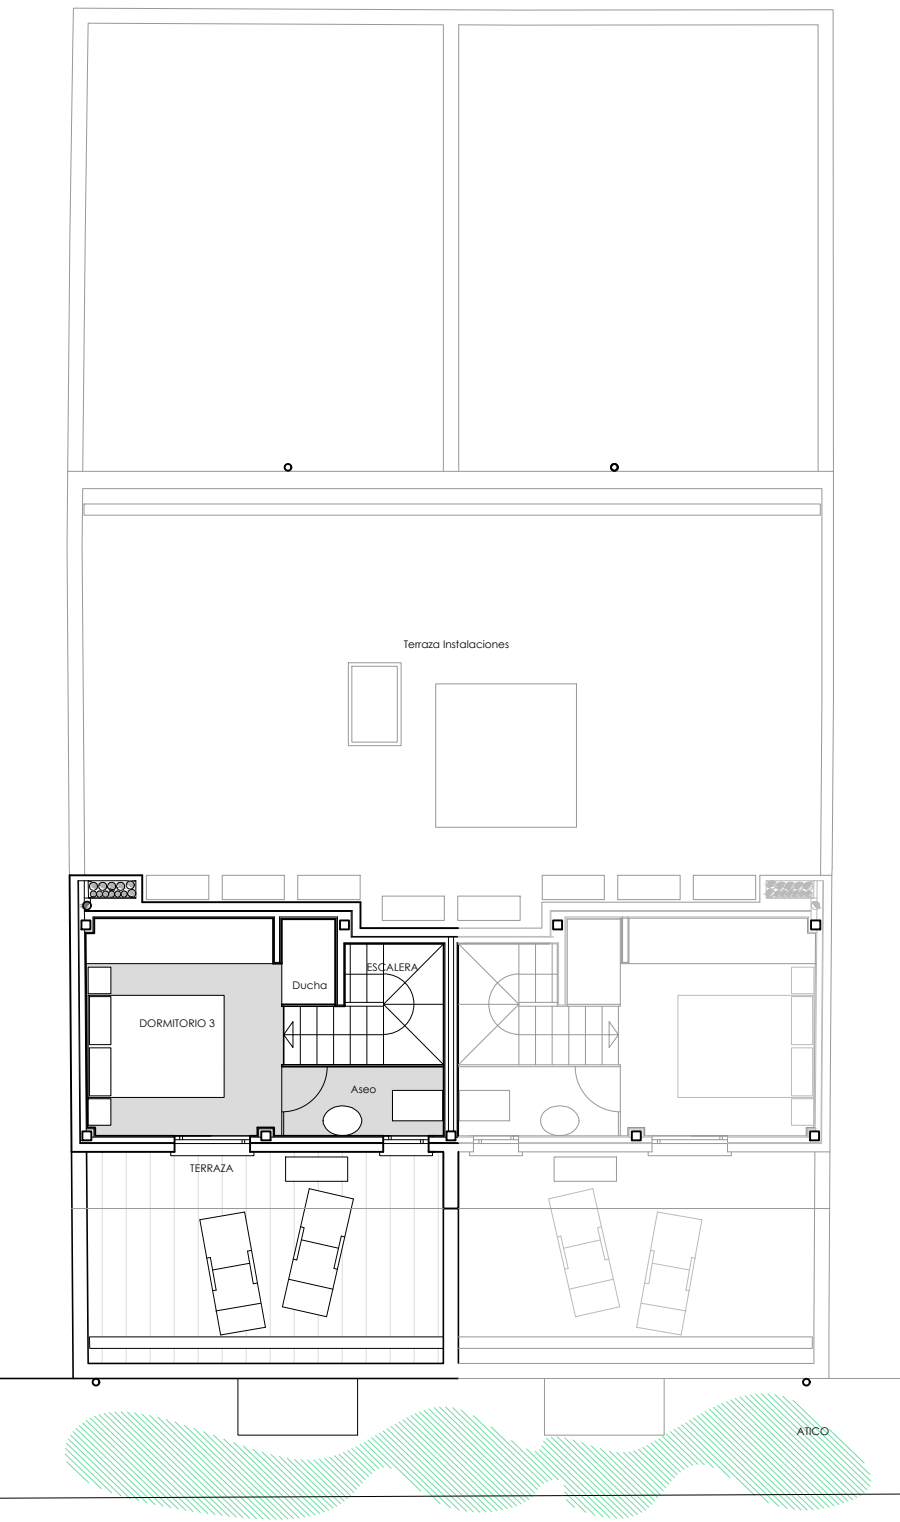 Terraza Instalaciones
ESCALERA
Ducha
DORMITORIO 3
Aseo
TERRAZA
ATICO